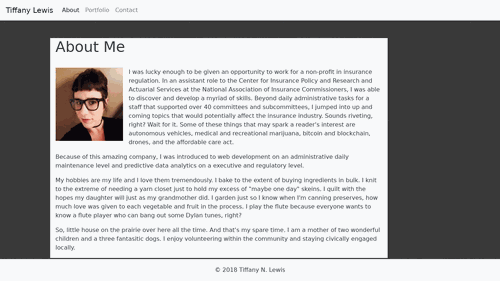 Tiffany Lewis About Portfolio Contact
About Me
I was lucky enough to be given an opportunity to work for a non-profit in insurance
regulation. In an assistant role to the Center for Insurance Policy and Research and
Actuarial Services at the National Association of Insurance Commissioners, I was able
to discover and develop a myriad of skills. Beyond daily administrative tasks for a
staff that supported over 40 committees and subcommittees, I jumped into up and
coming topics that would potentially affect the insurance industry. Sounds riveting,
right? Wait for it. Some of these things that may spark a reader's interest are
autonomous vehicles, medical and recreational marijuana, bitcoin and blockchain,
drones, and the affordable care act.
Because of this amazing company, I was introduced to web development on an administrative daily
maintenance level and predictive data analytics on a executive and regulatory level.
My hobbies are my life and I love them tremendously. I bake to the extent of buying ingredients in bulk. I knit
to the extreme of needing a yarn closet just to hold my excess of "maybe one day" skeins. I quilt with the
hopes my daughter will just as my grandmother did. I garden just so I know when I'm canning preserves, how
much love was given to each vegetable and fruit in the process. I play the flute because everyone wants to
know a flute player who can bang out some Dylan tunes, right?
So, little house on the prairie over here all the time. And that's my spare time. I am a mother of two wonderful
children and a three fantasitic dogs. I enjoy volunteering within the community and staying civically engaged
locally.
© 2018 Tiffany N. Lewis